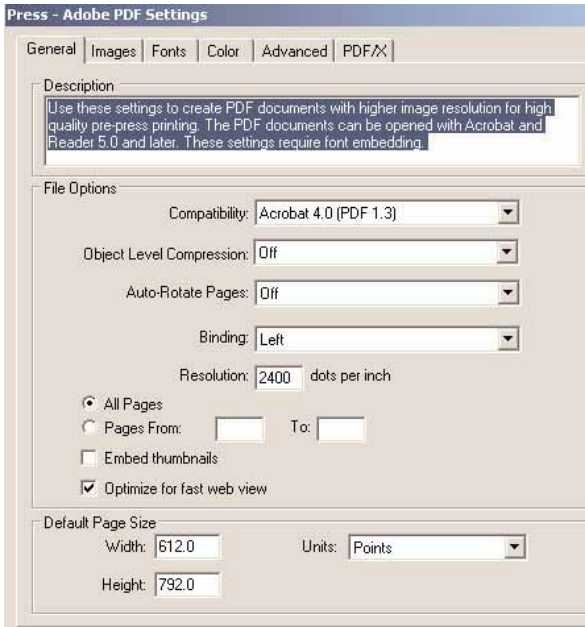 Press - Adobe PDF Settings
General Images Fonts Color Advanced PDF/X
Description
Use these settings to create PDF documents with higher image resolution for high
quality pre-press printing. The PDF documents can be opened with Acrobat and
Reader 5.0 and later. These settings require font embedding.
File Options
Compatibility: Acrobat 4.0 (PDF 1.3)
Object Level Compression: Off
Auto-Rotate Pages: Off
Binding: Left
Resolution: 2400 dots per inch
All Pages
Pages From: To:
Embed thumbnails
Optimize for fast web view
Default Page Size
Width: 612.0 Units: Points
Height: 792.0